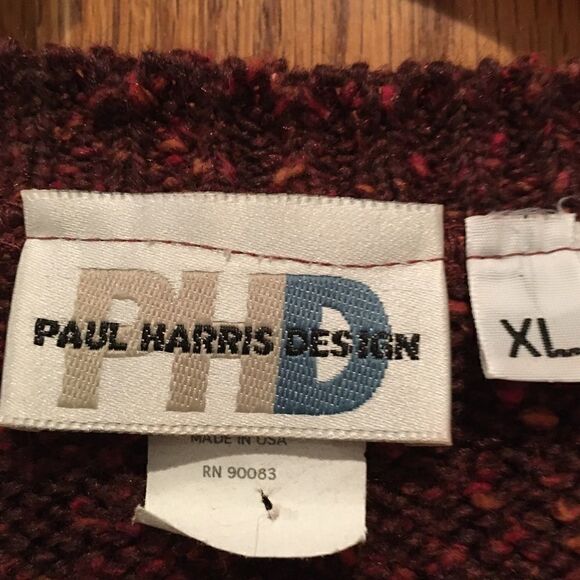 PHD
PAUL HARRIS DESIGN
XL
MADE IN USA
RN 90083